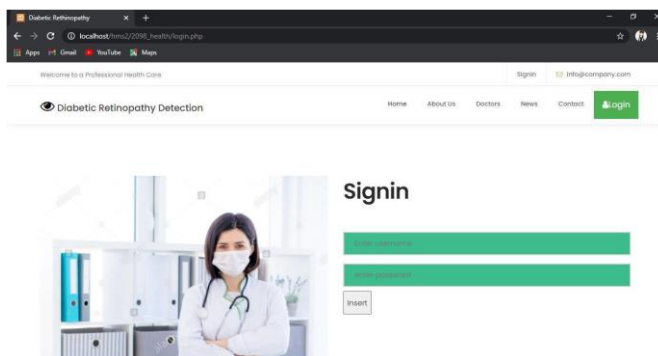 Diabetic Rethinopathy
localhost/hms2/2098_health/login.php
Apps Gmail YouTube Maps
Welcome to a Professional Health Care Signin info@company.com
Diabetic Retinopathy Detection Home About Us Doctors News Contact Login
Signin
Enter username
enter password
Insert